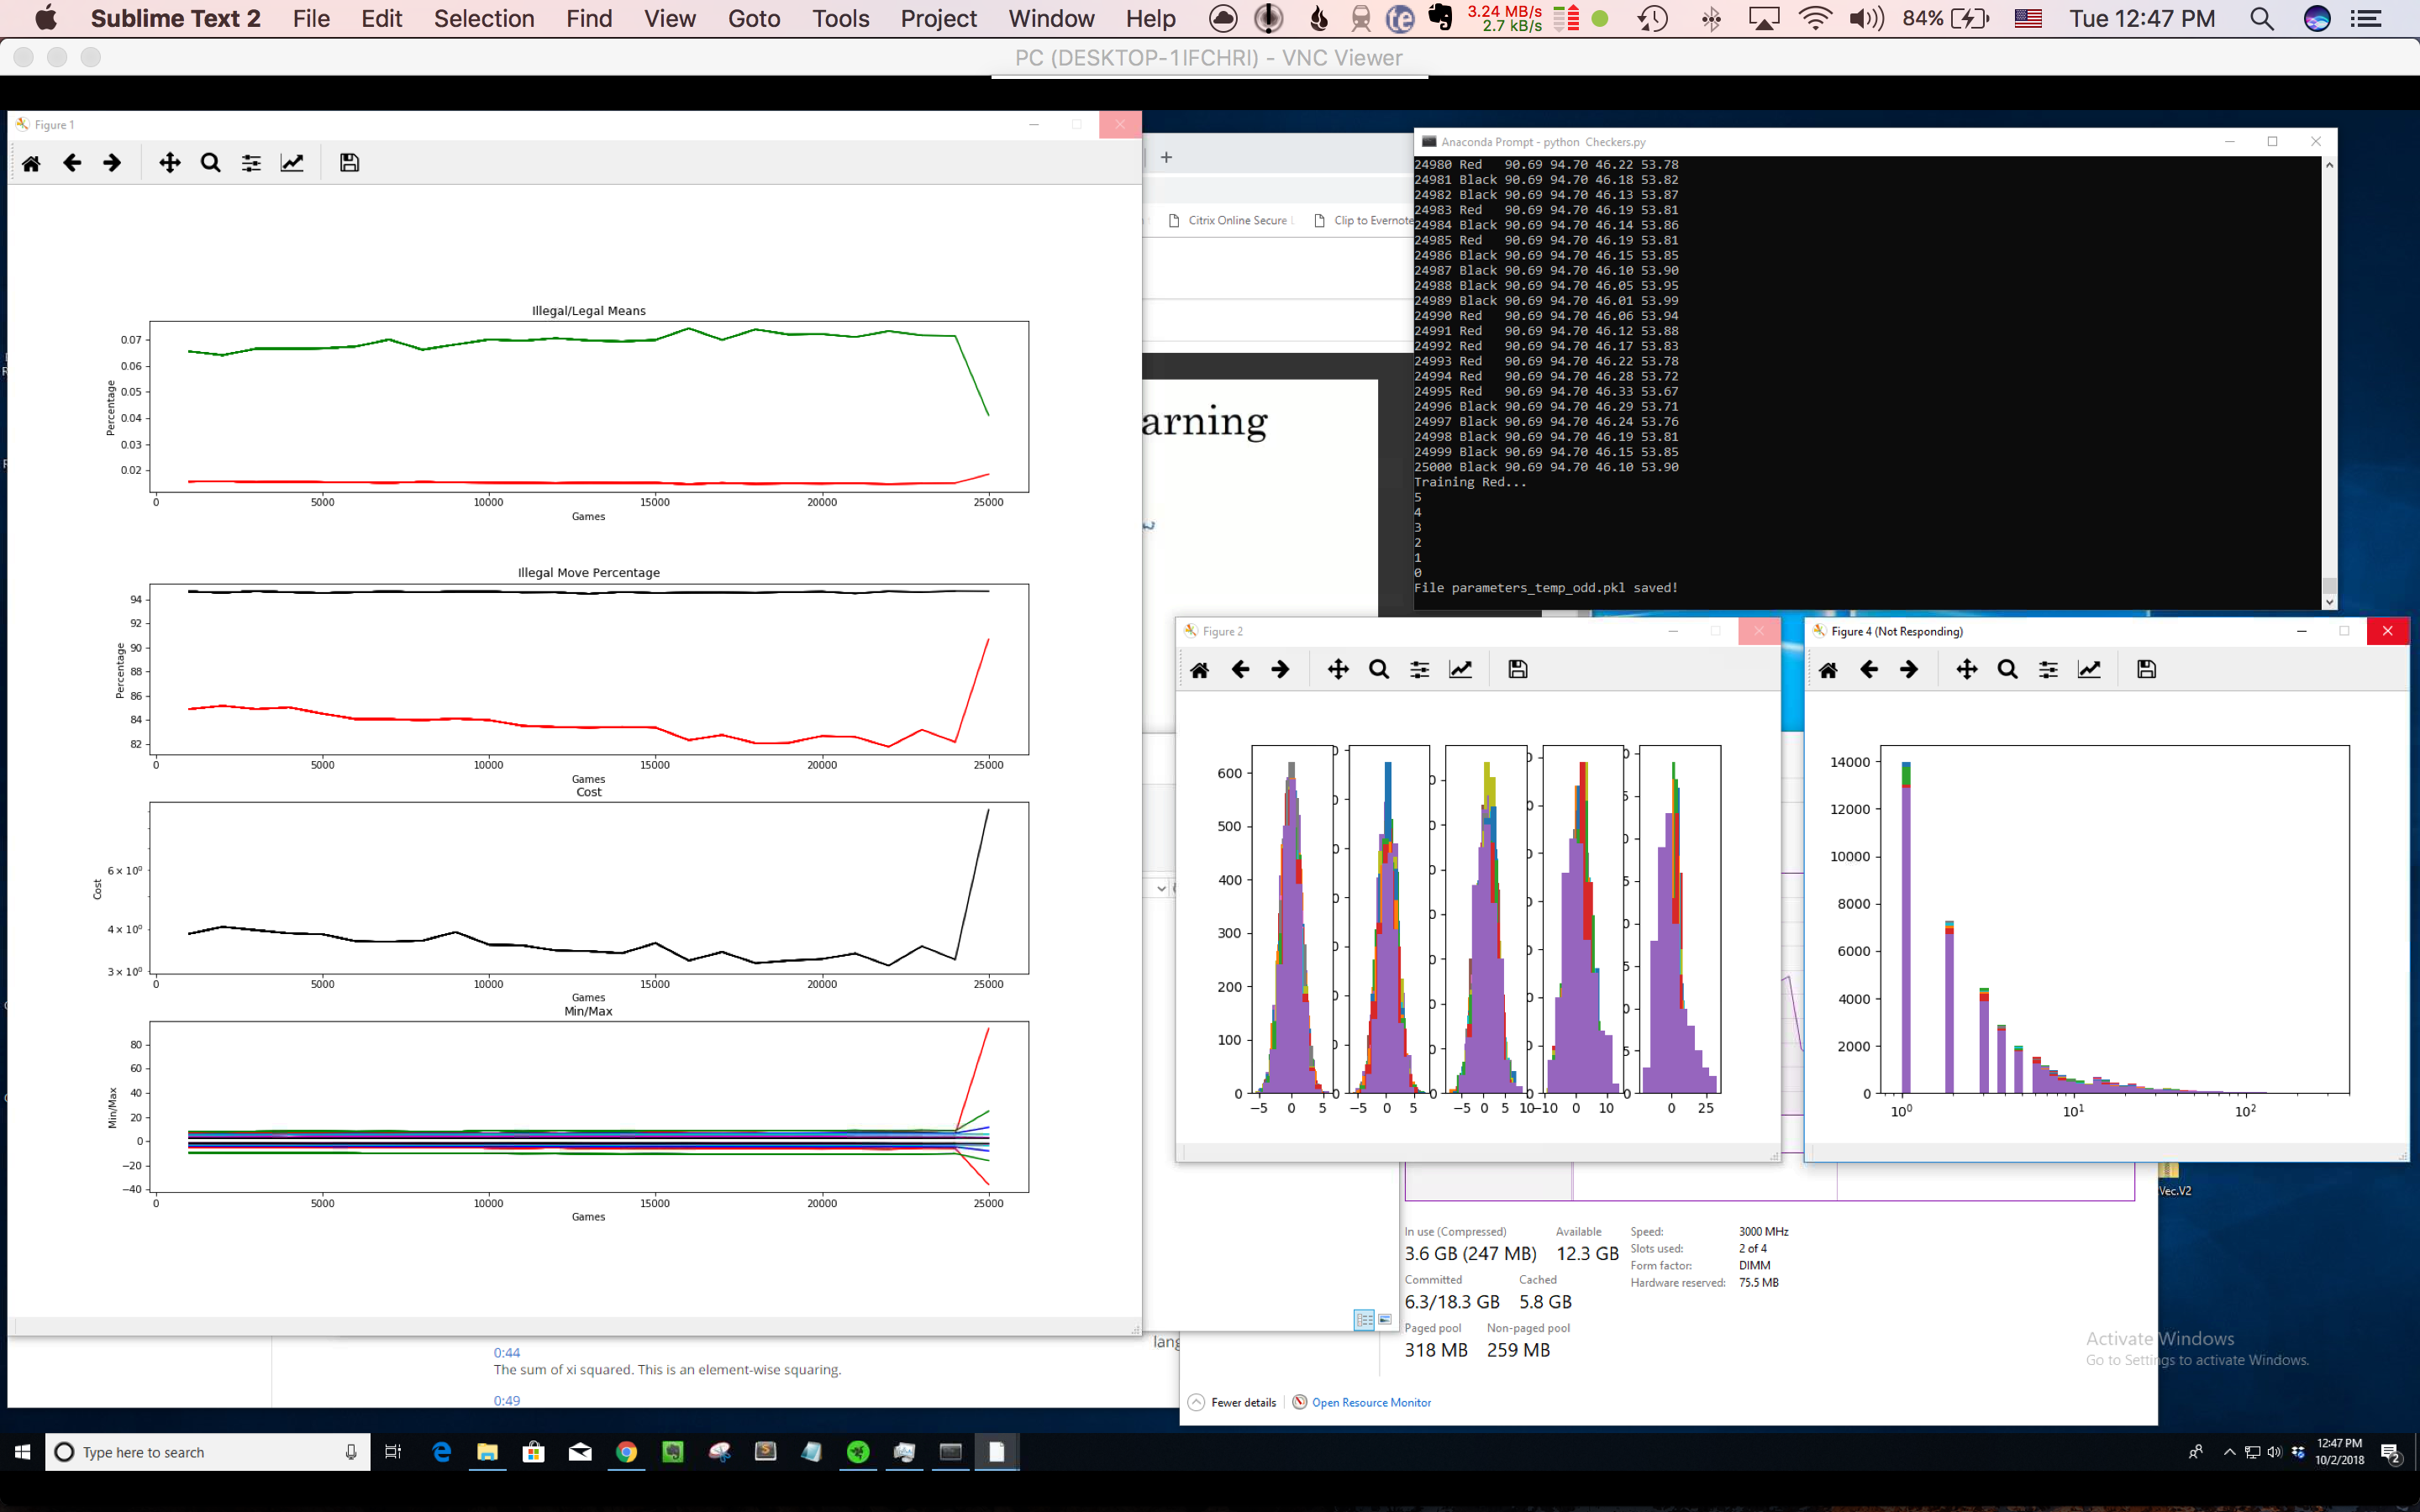 Sublime Text 2 File Edit Selection Find View Goto Tools Project Window Help 3.24 MB/s 2.7 kB/s 84% Tue 12:47 PM
PC (DESKTOP-1IFCHRI) - VNC Viewer
Figure 1
Illegal/Legal Means
Percentage
0.07
0.06
0.05
0.04
0.03
0.02
0 5000 10000 15000 20000 25000
Games
Illegal Move Percentage
Percentage
94
92
90
88
86
84
82
0 5000 10000 15000 20000 25000
Games
Cost
Cost
6 × 10⁰
4 × 10⁰
3 × 10⁰
0 5000 10000 15000 20000 25000
Games
Min/Max
Min/Max
80
60
40
20
0
−20
−40
0 5000 10000 15000 20000 25000
Games
Citrix Online Secure Clip to Evernote
arning
Anaconda Prompt - python Checkers.py
24980 Red 90.69 94.70 46.22 53.78
24981 Black 90.69 94.70 46.18 53.82
24982 Black 90.69 94.70 46.13 53.87
24983 Red 90.69 94.70 46.19 53.81
24984 Black 90.69 94.70 46.14 53.86
24985 Red 90.69 94.70 46.19 53.81
24986 Black 90.69 94.70 46.15 53.85
24987 Black 90.69 94.70 46.10 53.90
24988 Black 90.69 94.70 46.05 53.95
24989 Black 90.69 94.70 46.01 53.99
24990 Red 90.69 94.70 46.06 53.94
24991 Red 90.69 94.70 46.12 53.88
24992 Red 90.69 94.70 46.17 53.83
24993 Red 90.69 94.70 46.22 53.78
24994 Red 90.69 94.70 46.28 53.72
24995 Red 90.69 94.70 46.33 53.67
24996 Black 90.69 94.70 46.29 53.71
24997 Black 90.69 94.70 46.24 53.76
24998 Black 90.69 94.70 46.19 53.81
24999 Black 90.69 94.70 46.15 53.85
25000 Black 90.69 94.70 46.10 53.90
Training Red...
5
4
3
2
1
0
File parameters_temp_odd.pkl saved!
Figure 2
600
500
400
300
200
100
0
−5 0 5 −5 0 5 −5 0 5 10 −10 0 10 0 25
Figure 4 (Not Responding)
14000
12000
10000
8000
6000
4000
2000
0
10⁰ 10¹ 10²
Vec.V2
In use (Compressed) Available Speed: 3000 MHz
3.6 GB (247 MB) 12.3 GB Slots used: 2 of 4
Form factor: DIMM
Committed Cached Hardware reserved: 75.5 MB
6.3/18.3 GB 5.8 GB
Paged pool Non-paged pool
318 MB 259 MB
Activate Windows
Go to Settings to activate Windows.
lang
0:44
The sum of xi squared. This is an element-wise squaring.
0:49
Fewer details Open Resource Monitor
Type here to search
12:47 PM
10/2/2018
2